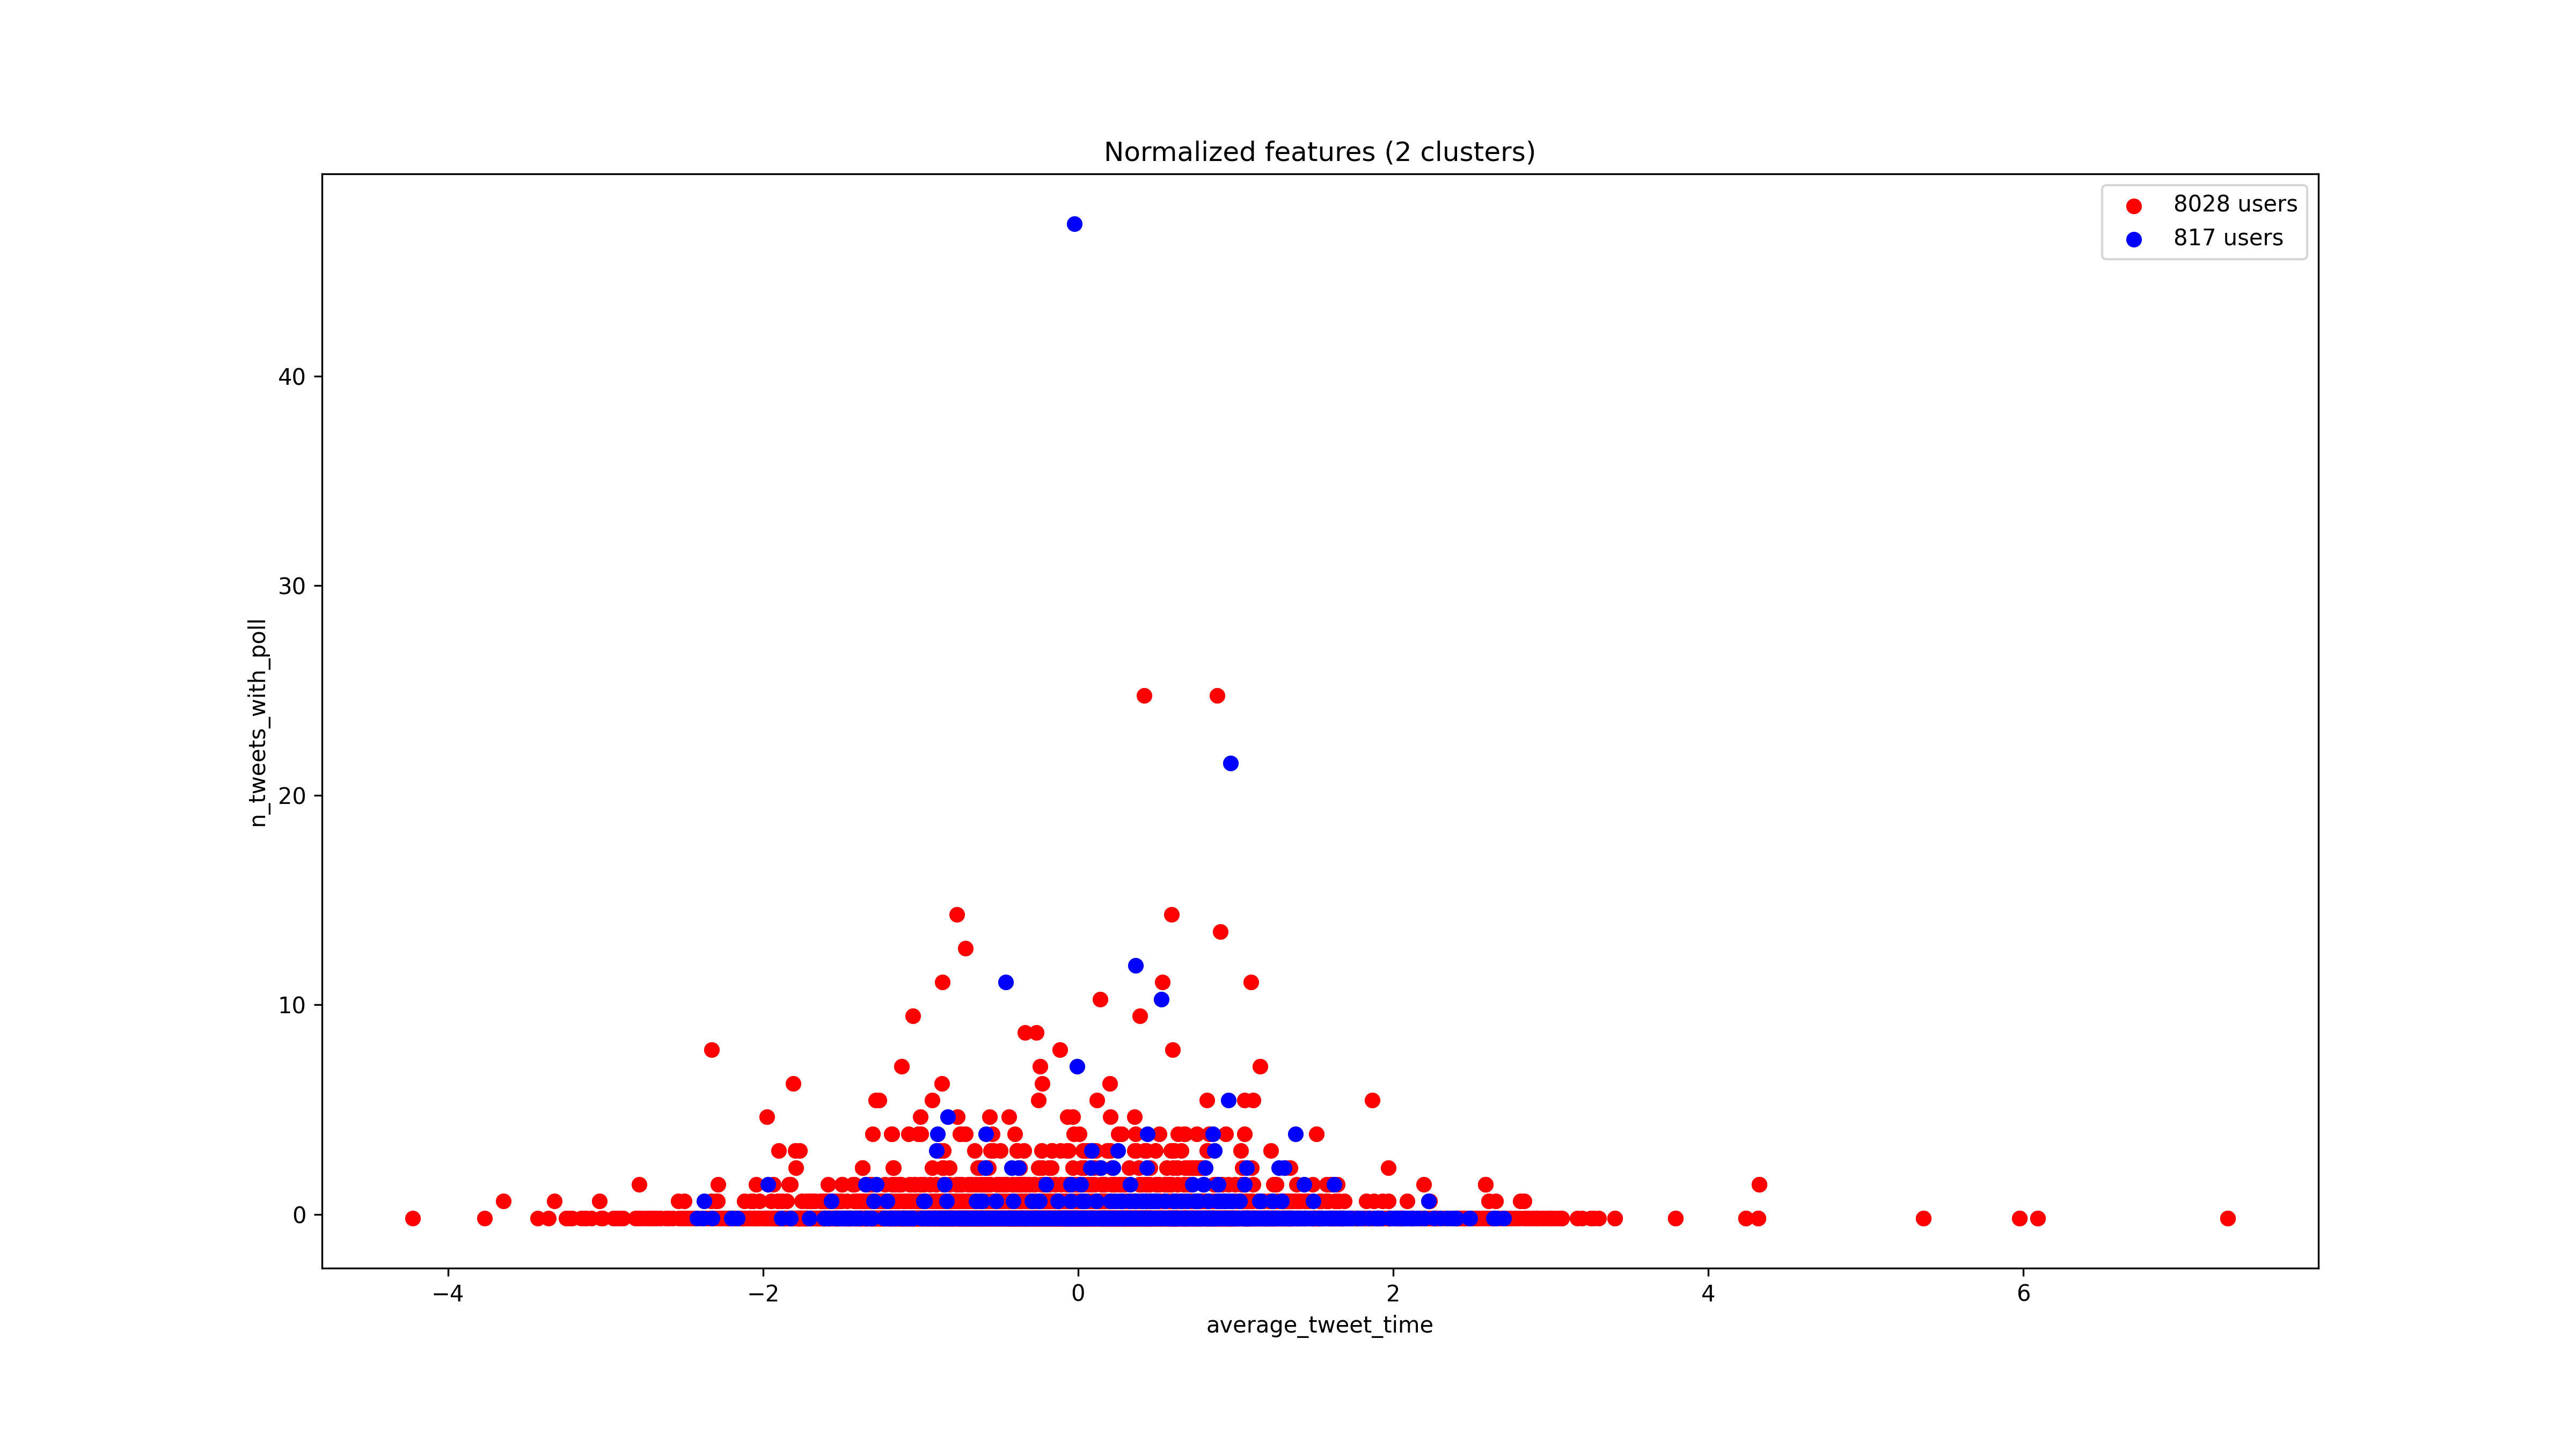 Normalized features (2 clusters)
8028 users
817 users
n_tweets_with_poll
40
30
20
10
0
−4
−2
0
2
4
6
average_tweet_time